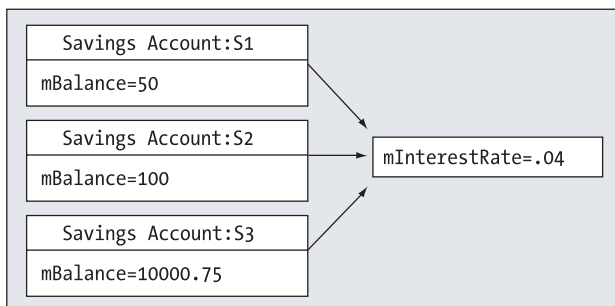 Savings Account:S1
mBalance=50
Savings Account:S2
mBalance=100
mInterestRate=.04
Savings Account:S3
mBalance=10000.75